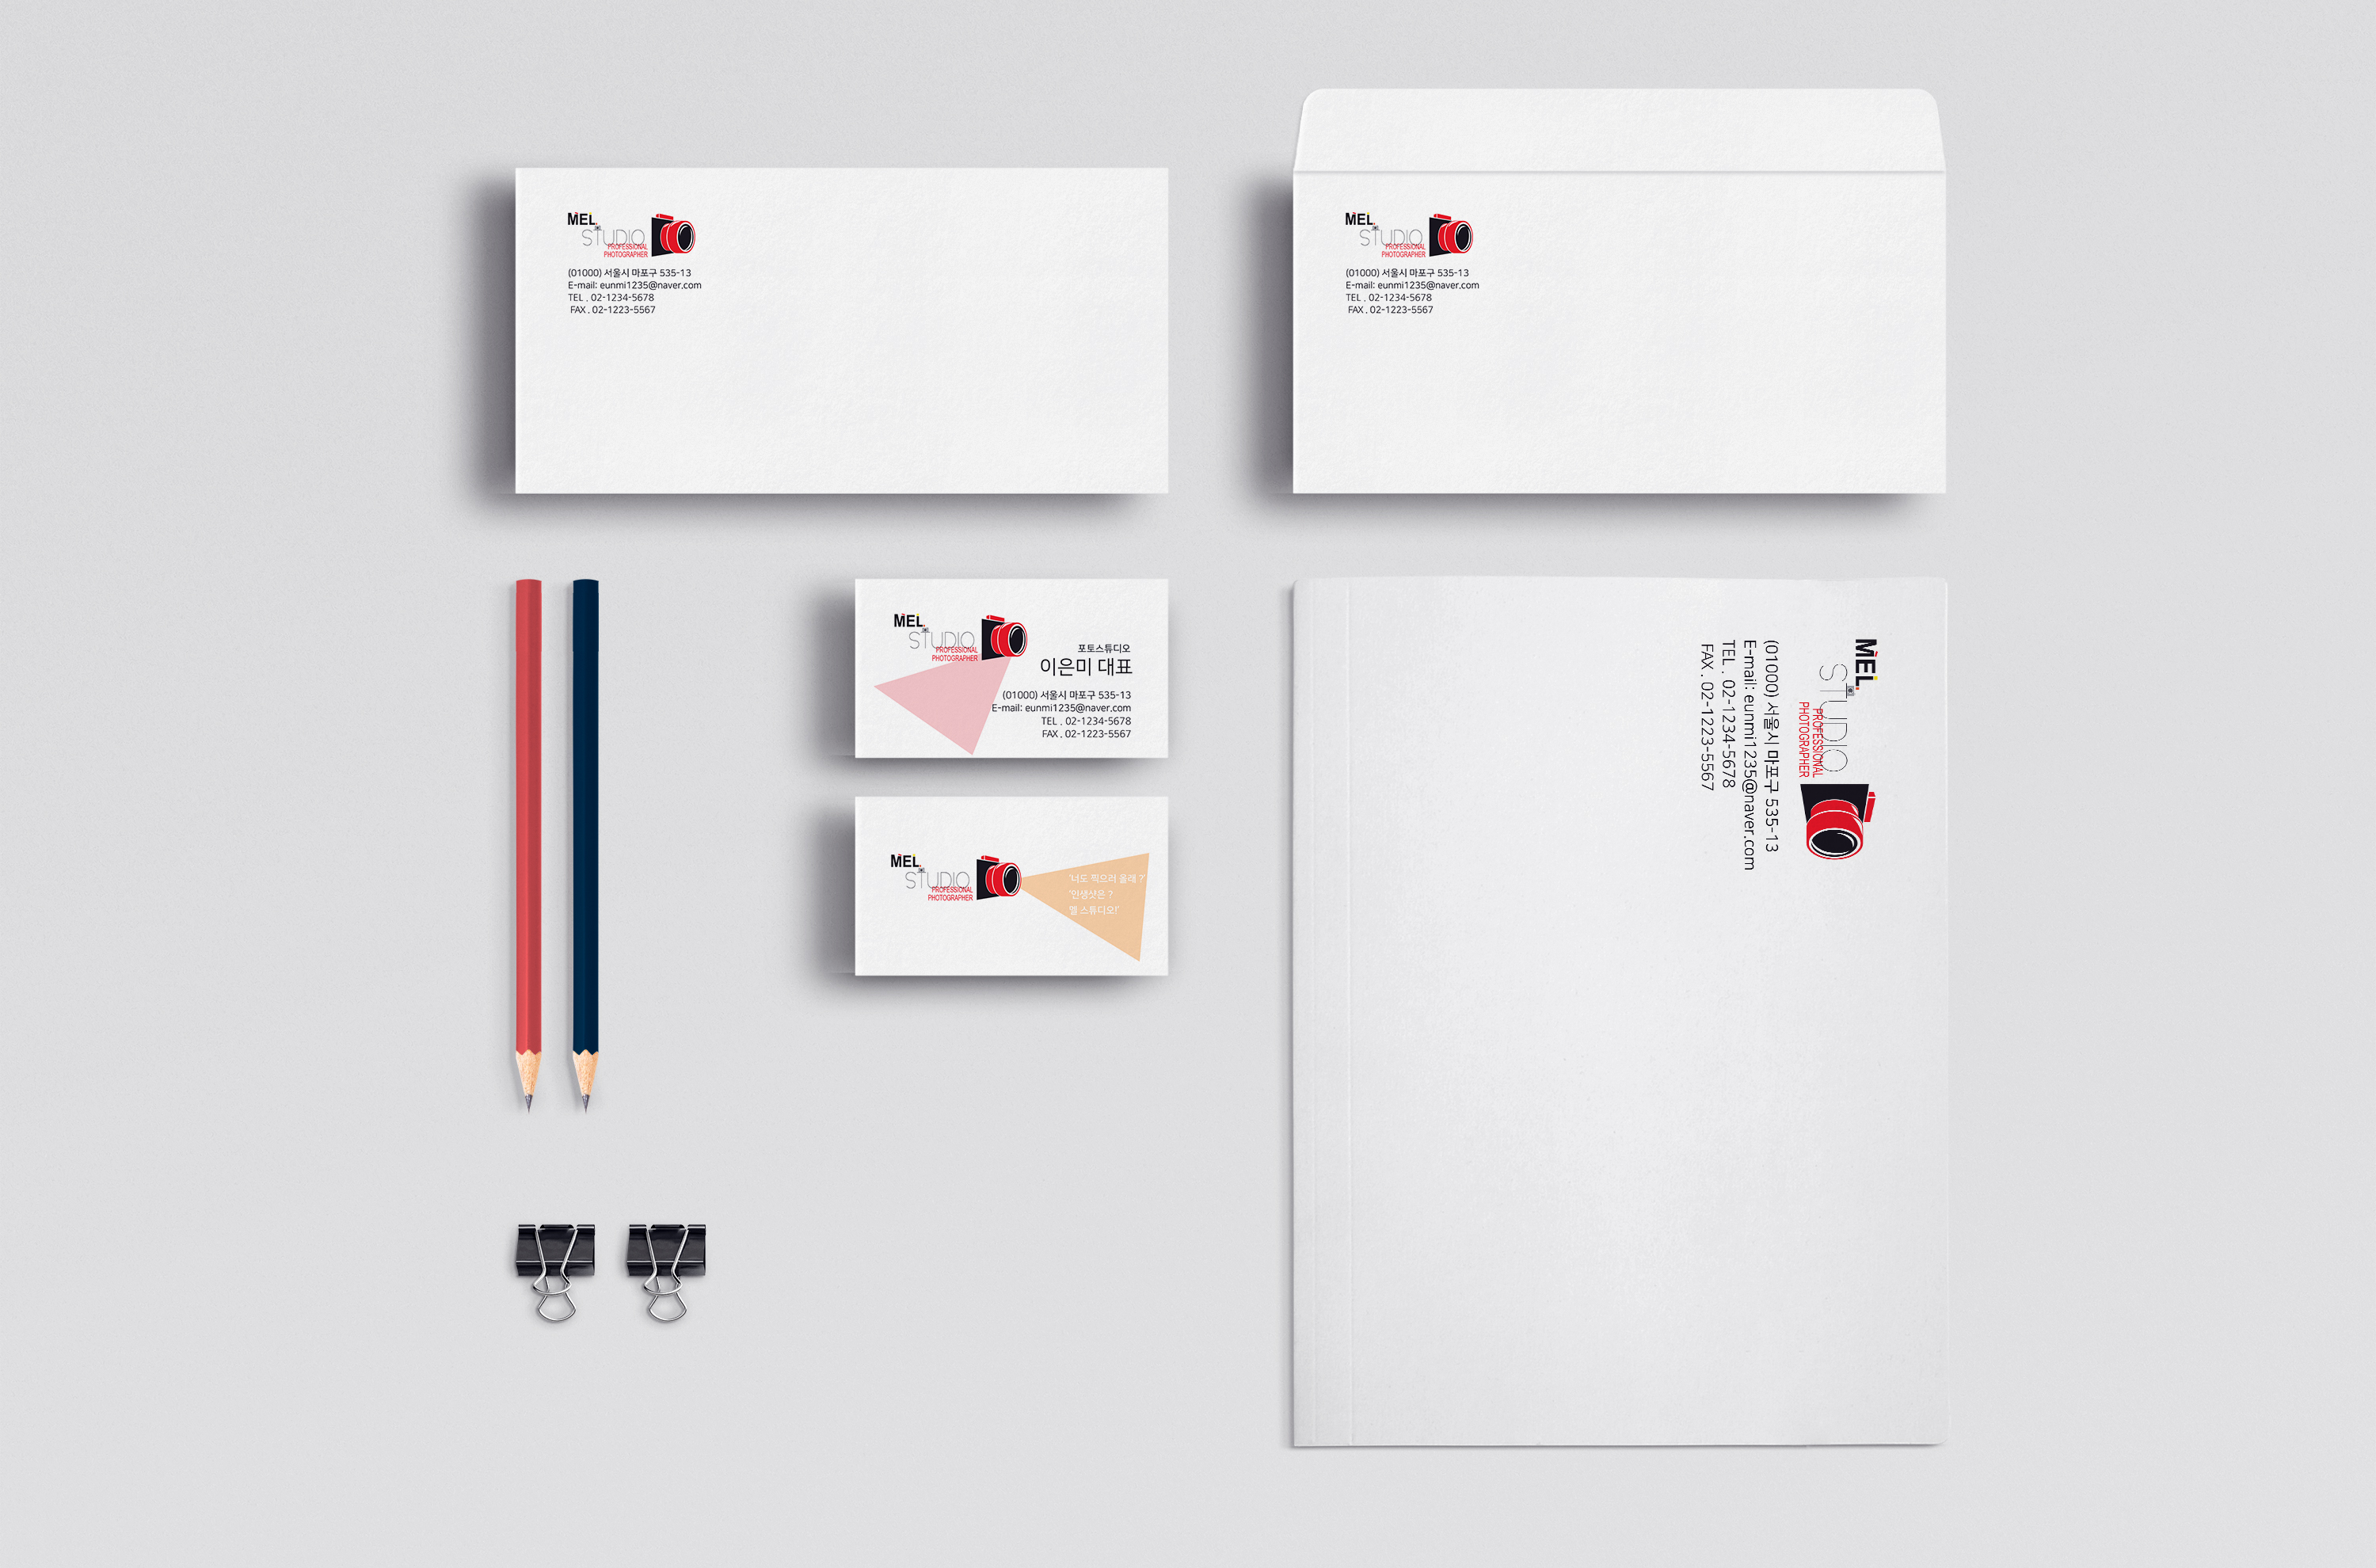 MEL.
STUDIO
PROFESSIONAL
PHOTOGRAPHER
(01000) 서울시 마포구 535-13
E-mail: eunmi1235@naver.com
TEL . 02-1234-5678
FAX . 02-1223-5567
MEL.
STUDIO
PROFESSIONAL
PHOTOGRAPHER
(01000) 서울시 마포구 535-13
E-mail: eunmi1235@naver.com
TEL . 02-1234-5678
FAX . 02-1223-5567
MEL.
STUDIO
PROFESSIONAL
PHOTOGRAPHER
포토스튜디오
이은미 대표
(01000) 서울시 마포구 535-13
E-mail: eunmi1235@naver.com
TEL . 02-1234-5678
FAX . 02-1223-5567
MEL.
STUDIO
PROFESSIONAL
PHOTOGRAPHER
'너도 찍으러 올래 ?'
'인생샷은 ?
'멜 스튜디오!'
MEL.
STUDIO
PROFESSIONAL
PHOTOGRAPHER
(01000) 서울시 마포구 535-13
E-mail: eunmi1235@naver.com
TEL . 02-1234-5678
FAX . 02-1223-5567